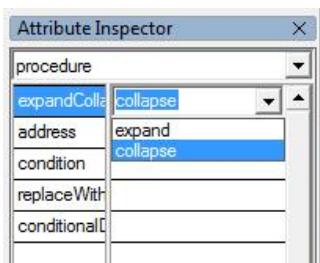 Attribute Inspector
procedure
expandColla collapse
address expand
condition collapse
replaceWith
conditional